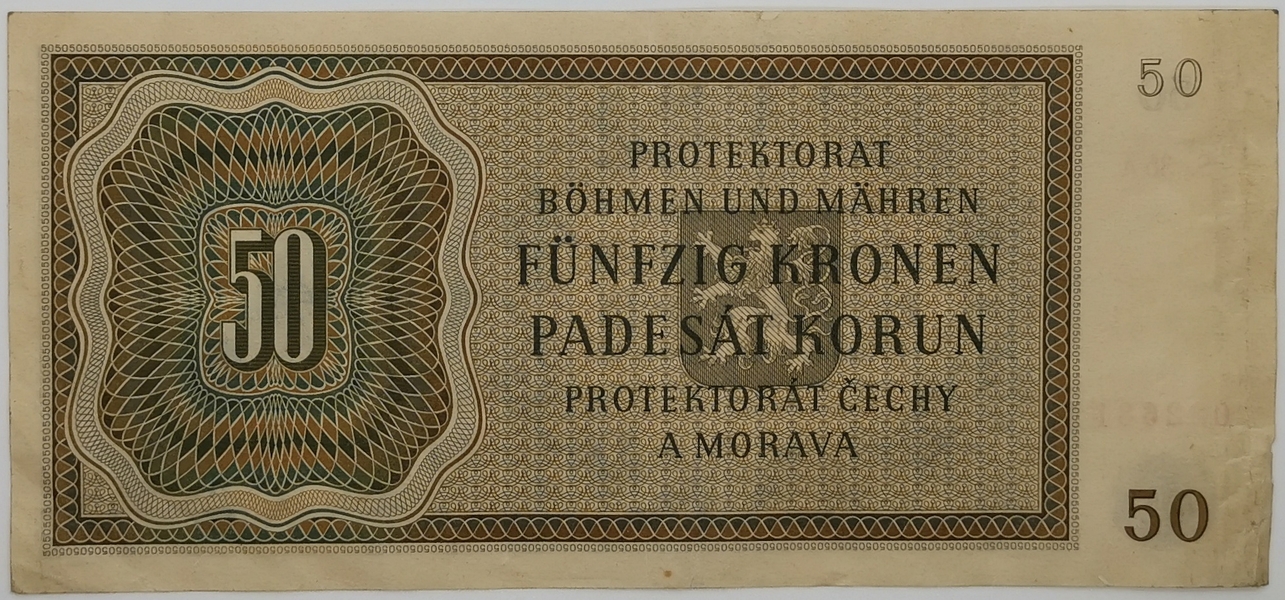 50
PROTEKTORAT
BÖHMEN UND MÄHREN
50
FÜNFZIG KRONEN
PADESÁT KORUN
PROTEKTORÁT ČECHY
A MORAVA
50